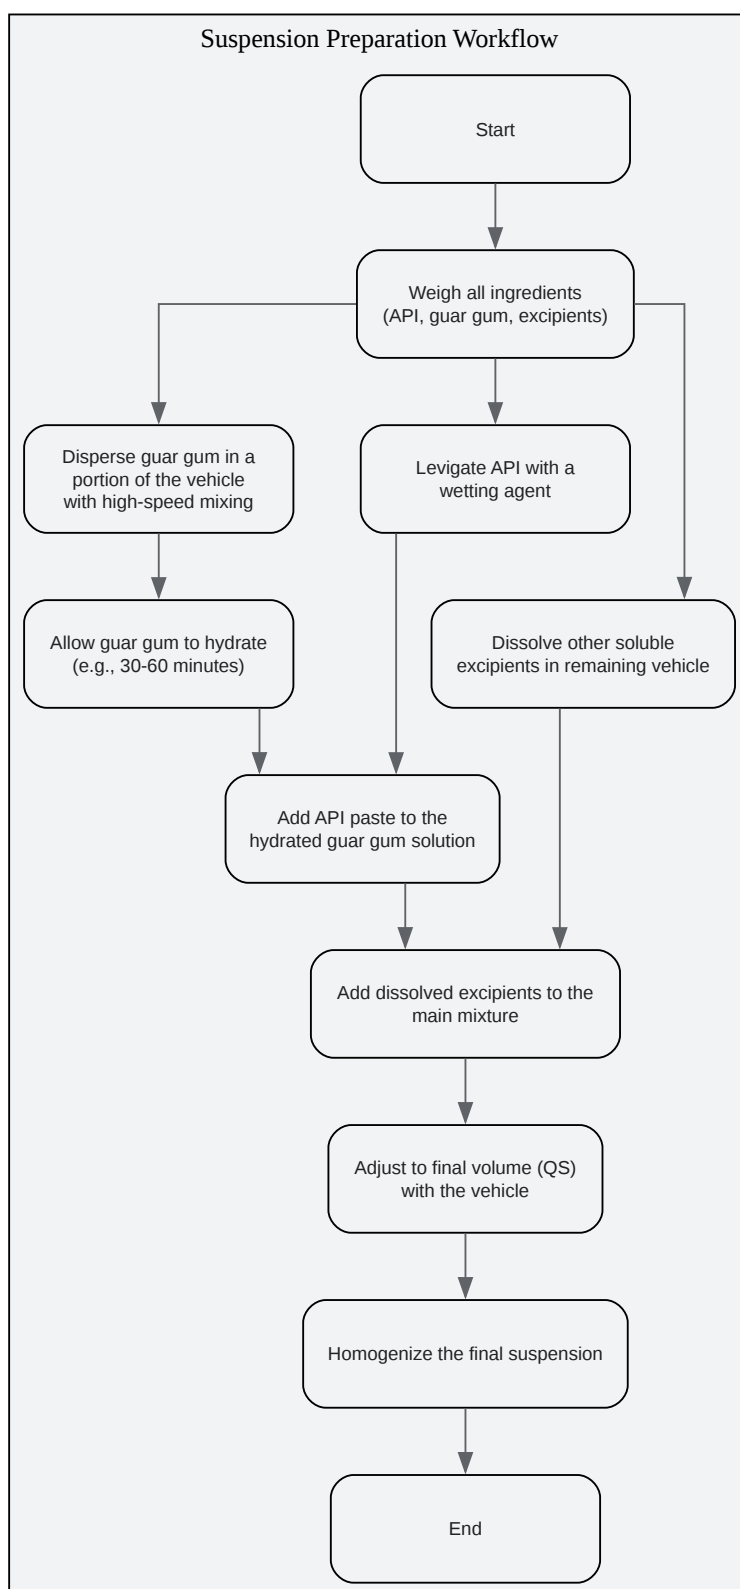 Suspension Preparation Workflow
Start
Weigh all ingredients
(API, guar gum, excipients)
Disperse guar gum in a
portion of the vehicle
with high-speed mixing
Levigate API with a
wetting agent
Allow guar gum to hydrate
(e.g., 30-60 minutes)
Dissolve other soluble
excipients in remaining vehicle
Add API paste to the
hydrated guar gum solution
Add dissolved excipients to the
main mixture
Adjust to final volume (QS)
with the vehicle
Homogenize the final suspension
End